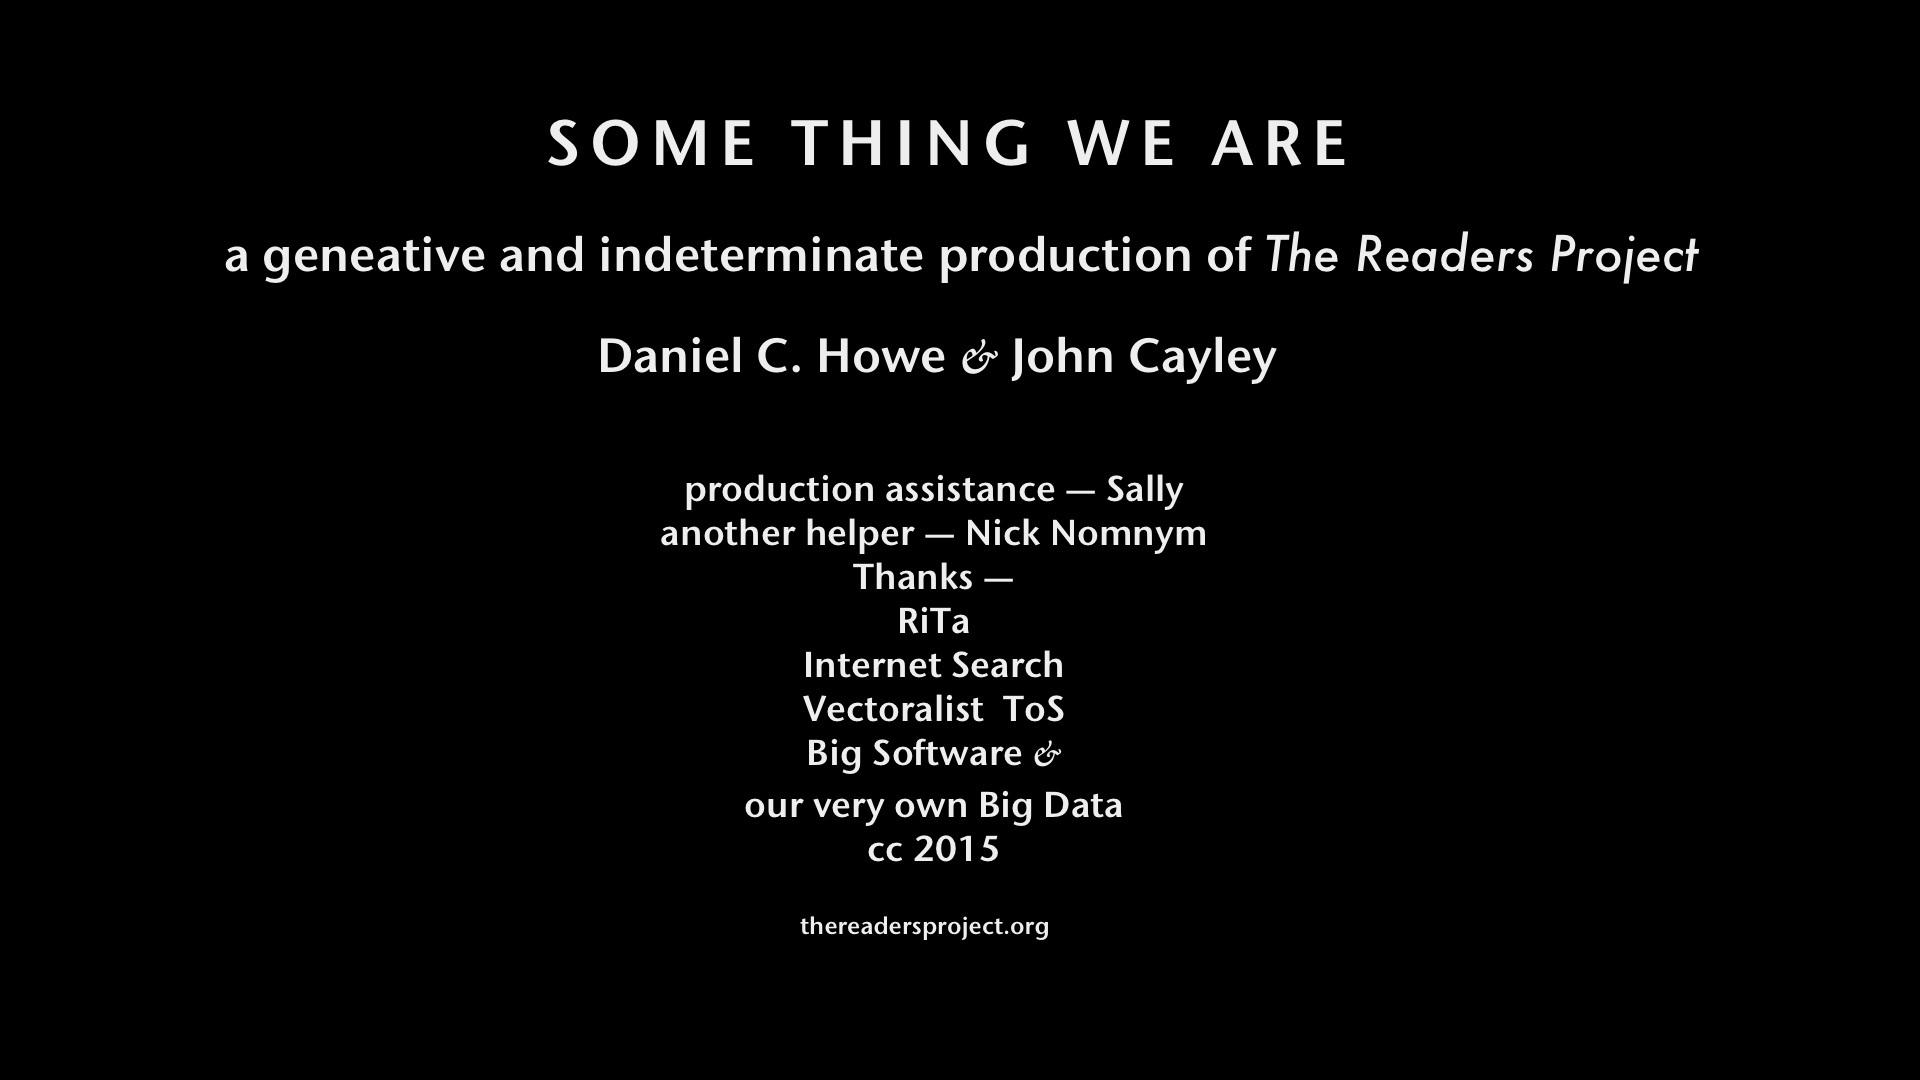 SOME THING WE ARE
a geneative and indeterminate production of The Readers Project
Daniel C. Howe & John Cayley
production assistance — Sally
another helper — Nick Nomnym
Thanks —
RiTa
Internet Search
Vectoralist  ToS
Big Software &
our very own Big Data
cc 2015
thereadersproject.org